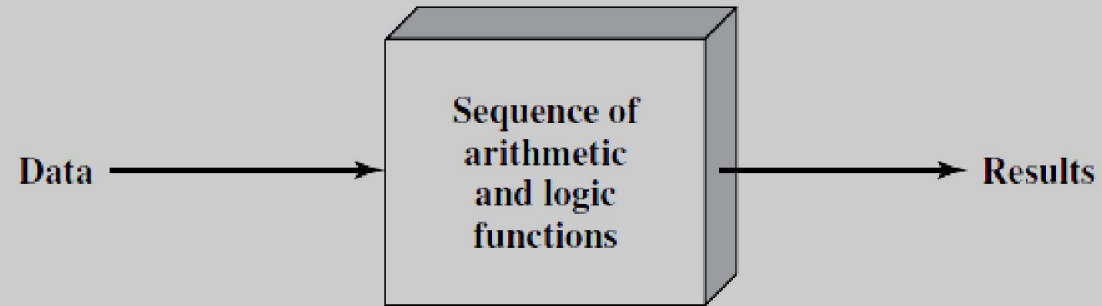 Data
Sequence of
arithmetic
and logic
functions
Results